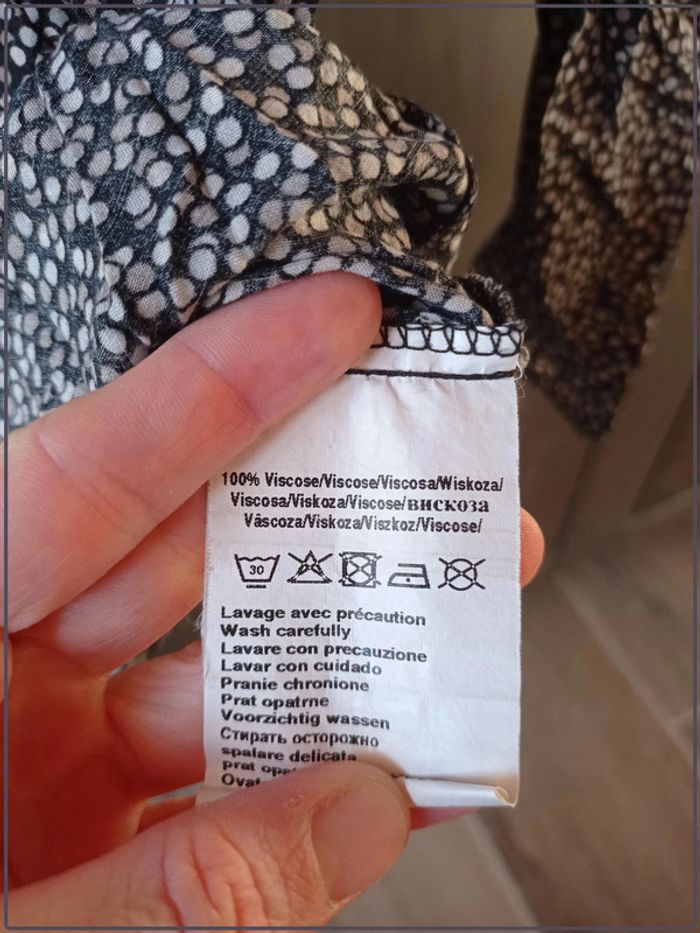 100% Viscose/Viscose/Viscosa/Wiskoza/
Viscosa/Viskoza/Viscose/вискоза
Vâscoza/Viskoza/Viszkoz/Viscose/
30
Lavage avec précaution
Wash carefully
Lavare con precauzione
Lavar con cuidado
Pranie chronione
Prat opatrne
Voorzichtig wassen
Стирать осторожно
spalare delicata
prat